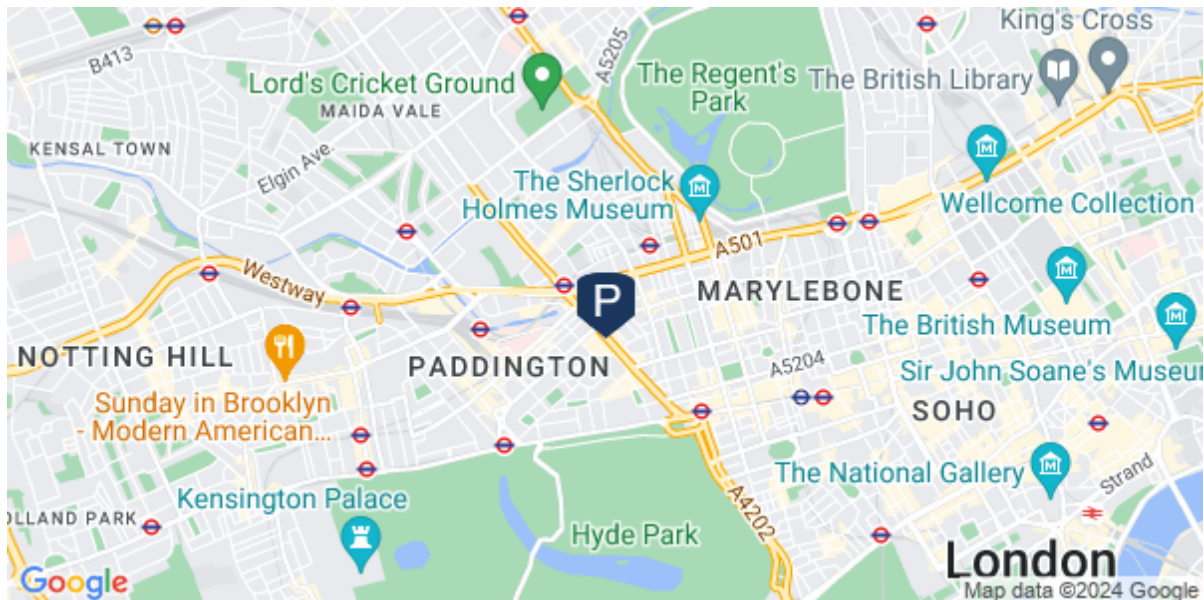 King's Cross
B413
A5205
Lord's Cricket Ground
The Regent's
Park
The British Library
MAIDA VALE
KENSAL TOWN
Elgin Ave.
The Sherlock
Holmes Museum
Wellcome Collection
A501
Westway
P
MARYLEBONE
The British Museum
NOTTING HILL
PADDINGTON
A5204
Sir John Soane's Museu
Sunday in Brooklyn
- Modern American...
SOHO
The National Gallery
Strand
Kensington Palace
A4202
OLLAND PARK
Hyde Park
London
Google
Map data ©2024 Google